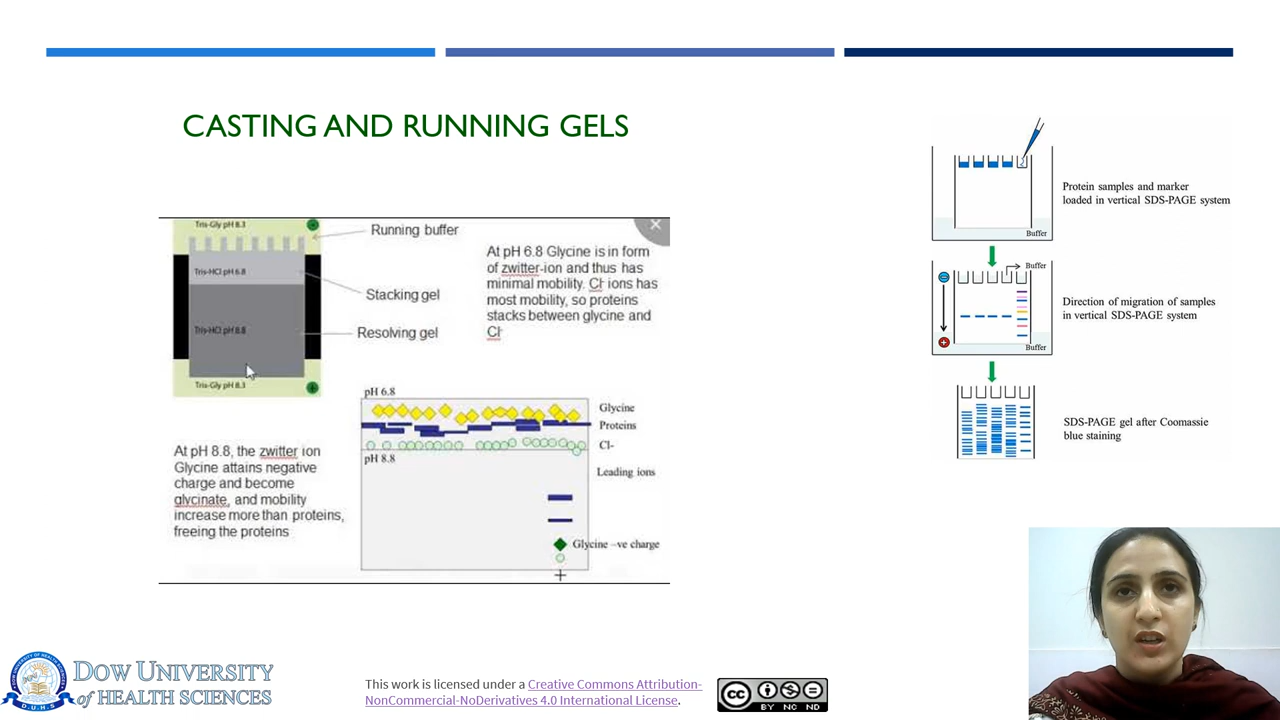 CASTING AND RUNNING GELS
Tris-Gly pH 8.3
Running buffer
Tris-HCl pH 6.8
Stacking gel
Tris-HCl pH 8.8
Resolving gel
Tris-Gly pH 8.3
At pH 6.8 Glycine is in form
of zwitter-ion and thus has
minimal mobility. Cl- ions has
most mobility, so proteins
stacks between glycine and
Cl-
At pH 8.8, the zwitter ion
Glycine attains negative
charge and become
glycinate, and mobility
increase more than proteins,
freeing the proteins
pH 6.8
Glycine
Proteins
Cl-
pH 8.8
Leading ions
Glycine –ve charge
Protein samples and marker
loaded in vertical SDS-PAGE system
Buffer
Buffer
Direction of migration of samples
in vertical SDS-PAGE system
Buffer
SDS-PAGE gel after Coomassie
blue staining
DOW UNIVERSITY
of HEALTH SCIENCES
D.U.H.S
This work is licensed under a Creative Commons Attribution-
NonCommercial-NoDerivatives 4.0 International License.
cc
BY NC ND